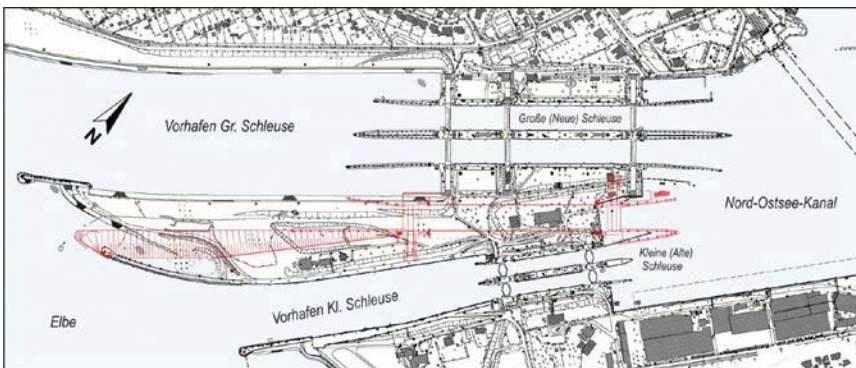 Vorhafen Gr. Schleuse
Große (Neue) Schleuse
N
Nord-Ostsee-Kanal
Kleine (Alte)
Schleuse
Vorhafen Kl. Schleuse
Elbe